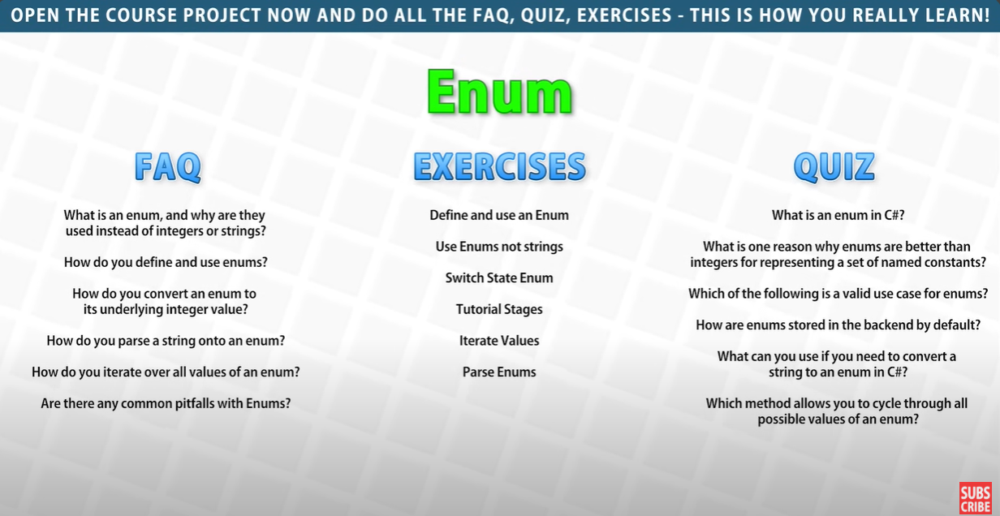 OPEN THE COURSE PROJECT NOW AND DO ALL THE FAQ, QUIZ, EXERCISES - THIS IS HOW YOU REALLY LEARN!
Enum
FAQ
What is an enum, and why are they
used instead of integers or strings?
How do you define and use enums?
How do you convert an enum to
its underlying integer value?
How do you parse a string onto an enum?
How do you iterate over all values of an enum?
Are there any common pitfalls with Enums?
EXERCISES
Define and use an Enum
Use Enums not strings
Switch State Enum
Tutorial Stages
Iterate Values
Parse Enums
QUIZ
What is an enum in C#?
What is one reason why enums are better than
integers for representing a set of named constants?
Which of the following is a valid use case for enums?
How are enums stored in the backend by default?
What can you use if you need to convert a
string to an enum in C#?
Which method allows you to cycle through all
possible values of an enum?
SUBS
CRIBE